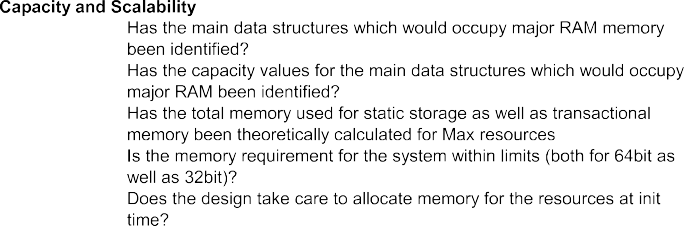 Capacity and Scalability
Has the main data structures which would occupy major RAM memory
been identified?
Has the capacity values for the main data structures which would occupy
major RAM been identified?
Has the total memory used for static storage as well as transactional
memory been theoretically calculated for Max resources
Is the memory requirement for the system within limits (both for 64bit as
well as 32bit)?
Does the design take care to allocate memory for the resources at init
time?